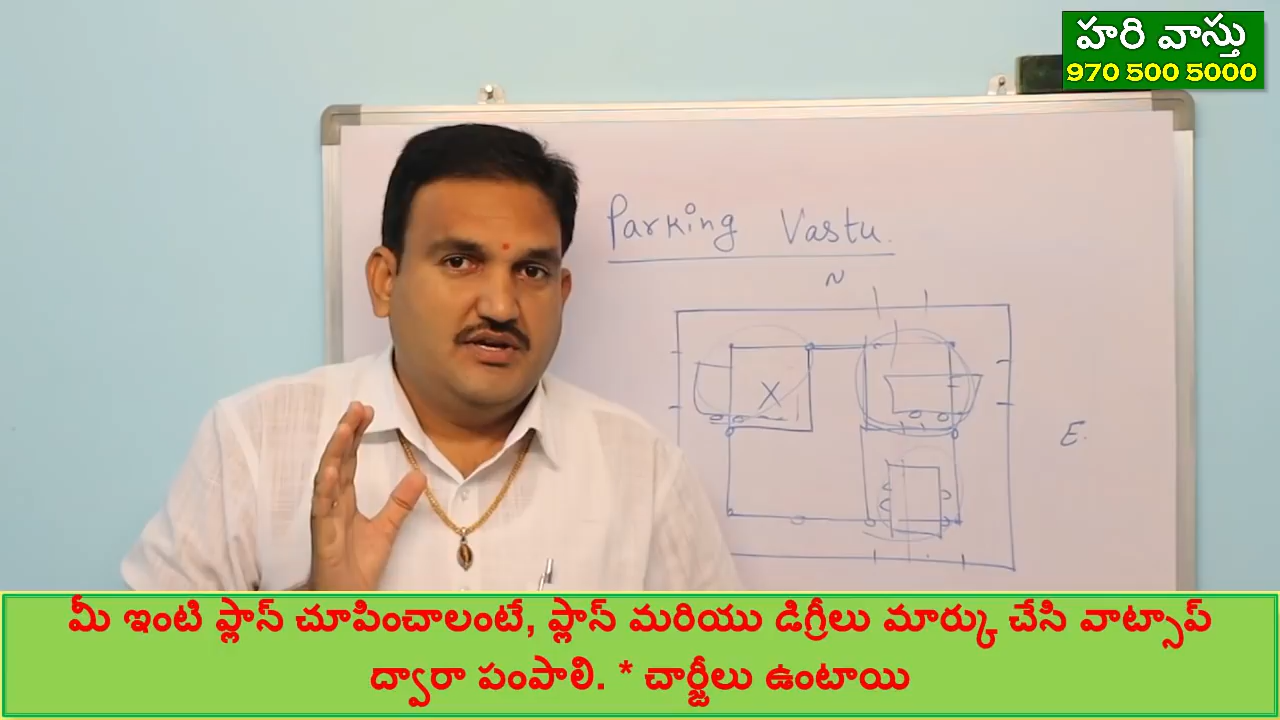 హరి వాస్తు
970 500 5000
Parking Vastu.
N
X
E.
మీ ఇంటి ప్లాన్ చూపించాలంటే, ప్లాన్ మరియు డిగ్రీలు మార్కు చేసి వాట్సాప్
ద్వారా పంపాలి. * చార్జీలు ఉంటాయి